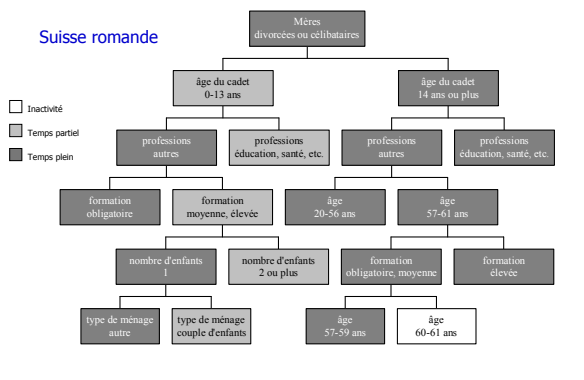 Suisse romande
Mères
divorcées ou célibataires
âge du cadet
0-13 ans
âge du cadet
14 ans ou plus
Inactivité
Temps partiel
Temps plein
professions
autres
professions
éducation, santé, etc.
professions
autres
professions
éducation, santé, etc.
formation
obligatoire
formation
moyenne, élevée
âge
20-56 ans
âge
57-61 ans
nombre d'enfants
1
nombre d'enfants
2 ou plus
formation
obligatoire, moyenne
formation
élevée
type de ménage
autre
type de ménage
couple d'enfants
âge
57-59 ans
âge
60-61 ans